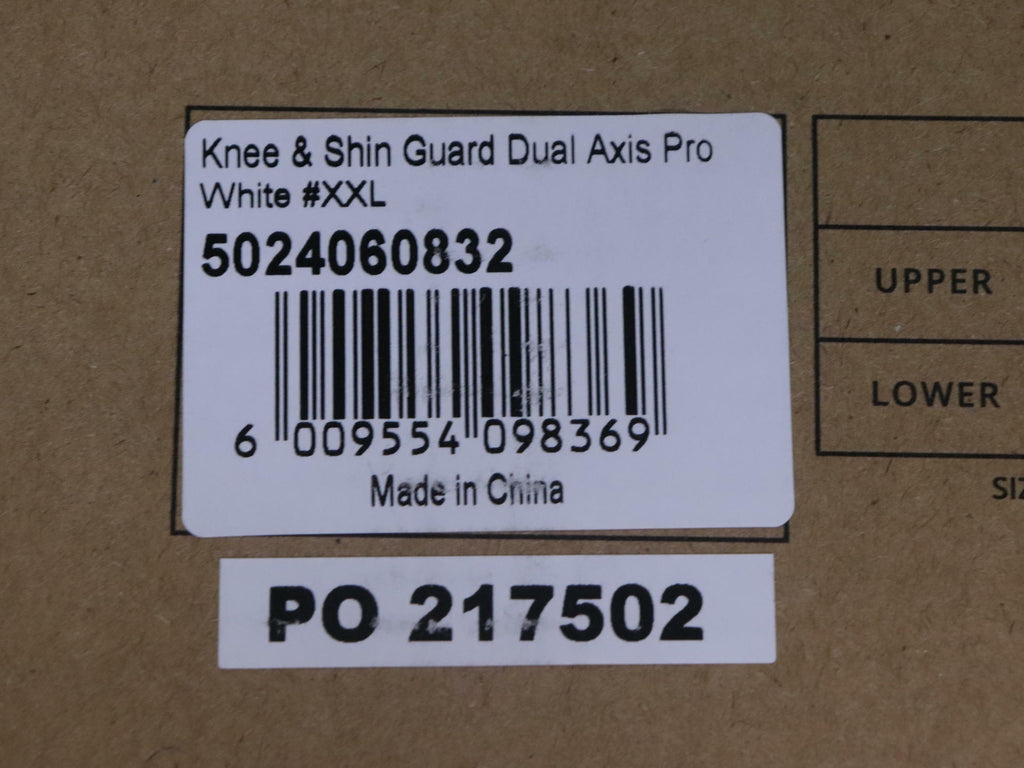 Knee & Shin Guard Dual Axis Pro
White #XXL
5024060832
6 009554 098369
Made in China
PO 217502
UPPER
LOWER